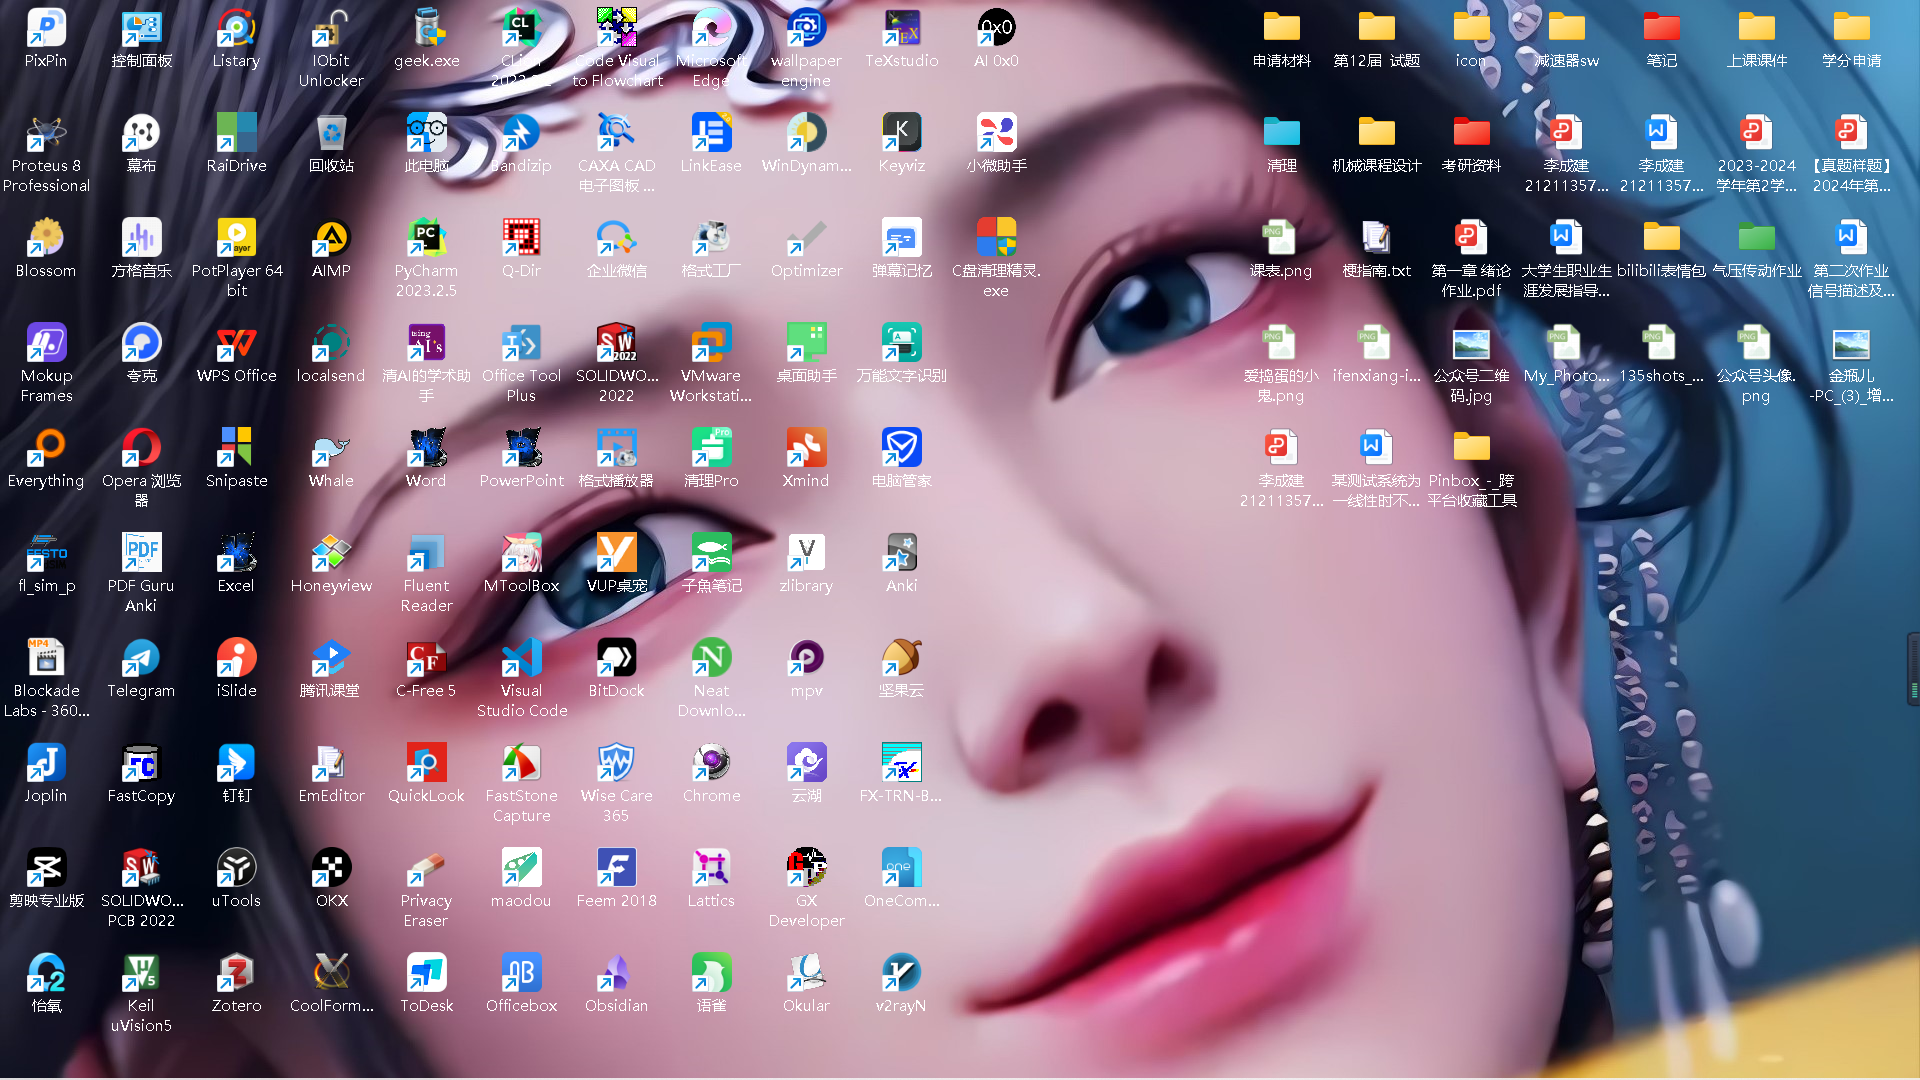 PixPin
控制面板
Listary
IObit
Unlocker
geek.exe
CLion
2023.2.2
Code Visual
to Flowchart
Microsoft
Edge
wallpaper
engine
TeXstudio
AI 0x0
申请材料
第12届 试题
icon
减速器sw
笔记
上课课件
学分申请
Proteus 8
Professional
幕布
RaiDrive
回收站
此电脑
Bandizip
CAXA CAD
电子图板 ...
LinkEase
WinDynam...
Keyviz
小微助手
清理
机械课程设计
考研资料
李成建
21211357...
李成建
21211357...
2023-2024
学年第2学...
【真题样题】
2024年第...
Blossom
方格音乐
PotPlayer 64
bit
AIMP
PyCharm
2023.2.5
Q-Dir
企业微信
格式工厂
Optimizer
弹幕记忆
C盘清理精灵.
exe
课表.png
梗指南.txt
第一章 绪论
作业.pdf
大学生职业生
涯发展指导...
bilibili表情包
气压传动作业
第二次作业
信号描述及...
Mokup
Frames
夸克
WPS Office
localsend
清AI的学术助
手
Office Tool
Plus
SOLIDWO...
2022
VMware
Workstati...
桌面助手
万能文字识别
爱捣蛋的小
鬼.png
ifenxiang-i...
公众号二维
码.jpg
My_Photo...
135shots_...
公众号头像.
png
金瓶儿
-PC_(3)_增...
Everything
Opera 浏览
器
Snipaste
Whale
Word
PowerPoint
格式播放器
清理Pro
Xmind
电脑管家
李成建
21211357...
某测试系统为
一线性时不...
Pinbox_-_跨
平台收藏工具
fl_sim_p
PDF Guru
Anki
Excel
Honeyview
Fluent
Reader
MToolBox
VUP桌宠
子魚笔记
zlibrary
Anki
Blockade
Labs - 360...
Telegram
iSlide
腾讯课堂
C-Free 5
Visual
Studio Code
BitDock
Neat
Downlo...
mpv
坚果云
Joplin
FastCopy
钉钉
EmEditor
QuickLook
FastStone
Capture
Wise Care
365
Chrome
云湖
FX-TRN-B...
剪映专业版
SOLIDWO...
PCB 2022
uTools
OKX
Privacy
Eraser
maodou
Feem 2018
Lattics
GX
Developer
OneCom...
怡氧
Keil
uVision5
Zotero
CoolForm...
ToDesk
Officebox
Obsidian
语雀
Okular
v2rayN